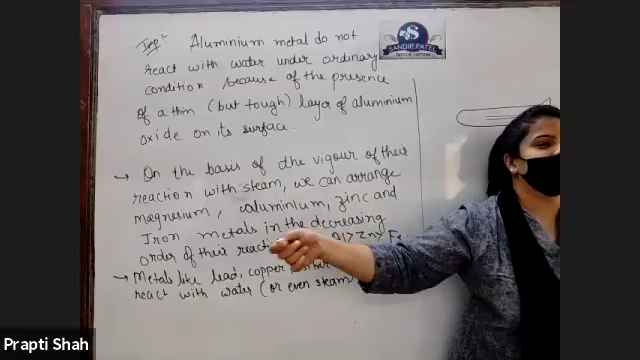 Imp:- Aluminium metal do not
react with water under ordinary
condition because of the presence
of a thin (but tough) layer of aluminium
oxide on its surface.
→ On the basis of the vigour of their
reaction with steam, we can arrange
magnesium, aluminium, zinc and
Iron metals in the decreasing
order of their Al > Zn > Fe
→ Metals like lead, copper
react with water (or even steam
S
SANDIP PATEL
Prapti Shah